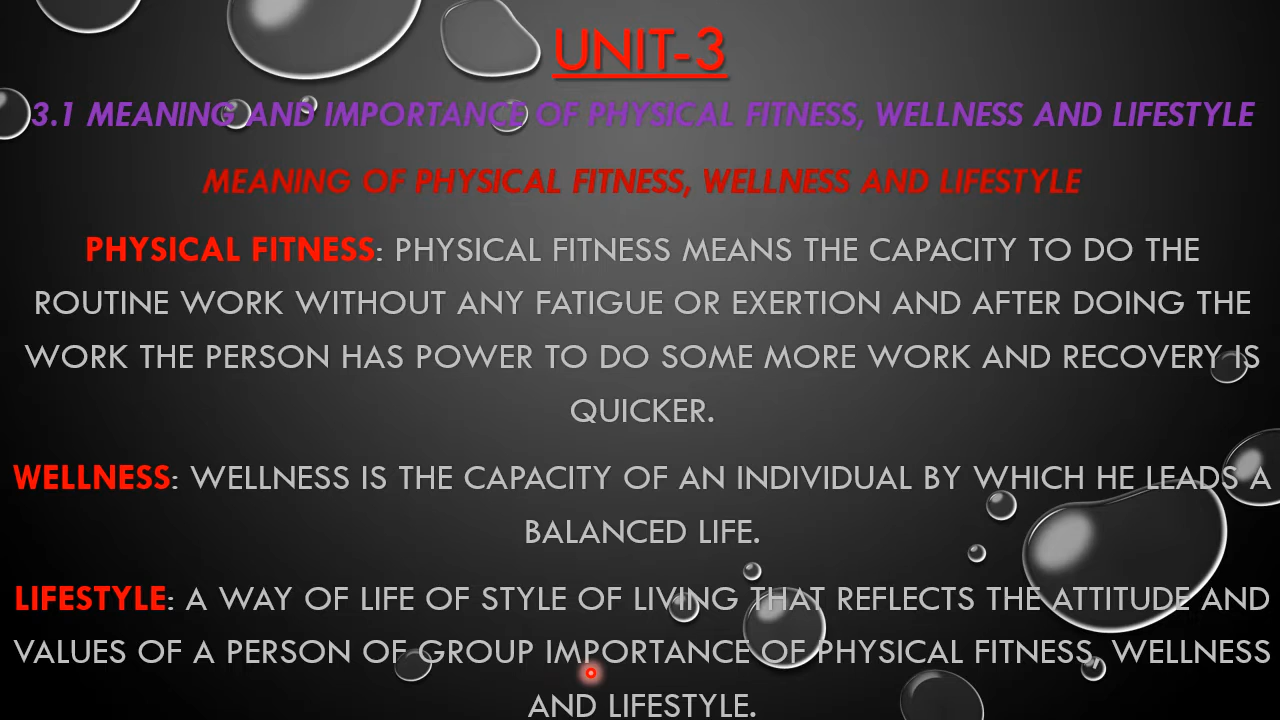 UNIT-3
3.1 MEANING AND IMPORTANCE OF PHYSICAL FITNESS, WELLNESS AND LIFESTYLE
MEANING OF PHYSICAL FITNESS, WELLNESS AND LIFESTYLE
PHYSICAL FITNESS: PHYSICAL FITNESS MEANS THE CAPACITY TO DO THE
ROUTINE WORK WITHOUT ANY FATIGUE OR EXERTION AND AFTER DOING THE
WORK THE PERSON HAS POWER TO DO SOME MORE WORK AND RECOVERY IS
QUICKER.
WELLNESS: WELLNESS IS THE CAPACITY OF AN INDIVIDUAL BY WHICH HE LEADS A
BALANCED LIFE.
LIFESTYLE: A WAY OF LIFE OF STYLE OF LIVING THAT REFLECTS THE ATTITUDE AND
VALUES OF A PERSON OF GROUP IMPORTANCE OF PHYSICAL FITNESS, WELLNESS
AND LIFESTYLE.